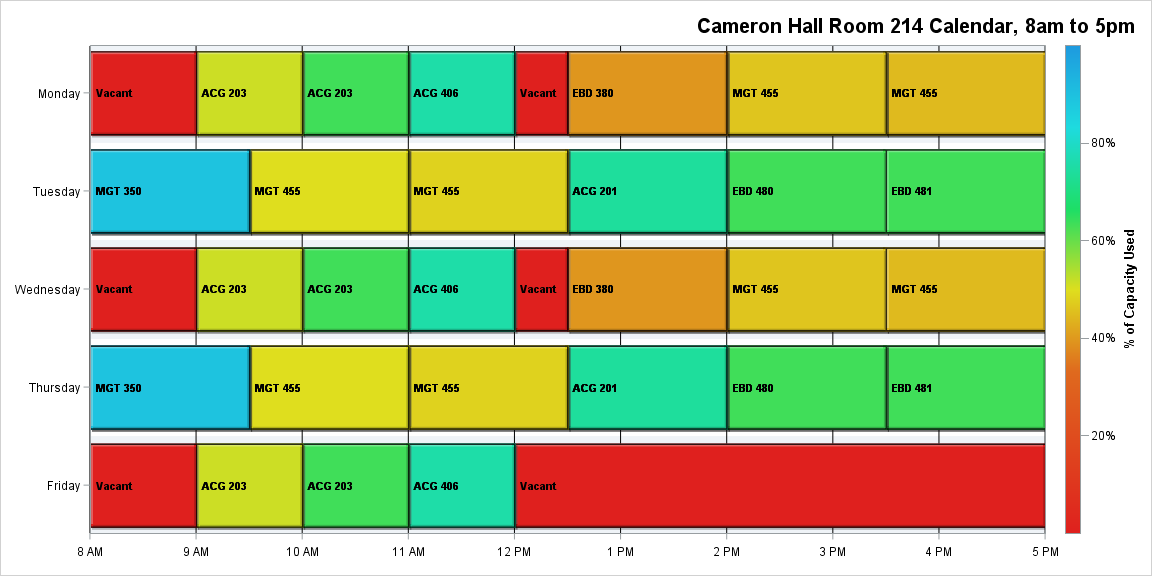 Cameron Hall Room 214 Calendar, 8am to 5pm
Monday
Vacant
ACG 203
ACG 203
ACG 406
Vacant
EBD 380
MGT 455
MGT 455
Tuesday
MGT 350
MGT 455
MGT 455
ACG 201
EBD 480
EBD 481
Wednesday
Vacant
ACG 203
ACG 203
ACG 406
Vacant
EBD 380
MGT 455
MGT 455
Thursday
MGT 350
MGT 455
MGT 455
ACG 201
EBD 480
EBD 481
Friday
Vacant
ACG 203
ACG 203
ACG 406
Vacant
8 AM
9 AM
10 AM
11 AM
12 PM
1 PM
2 PM
3 PM
4 PM
5 PM
80%
60%
40%
20%
% of Capacity Used